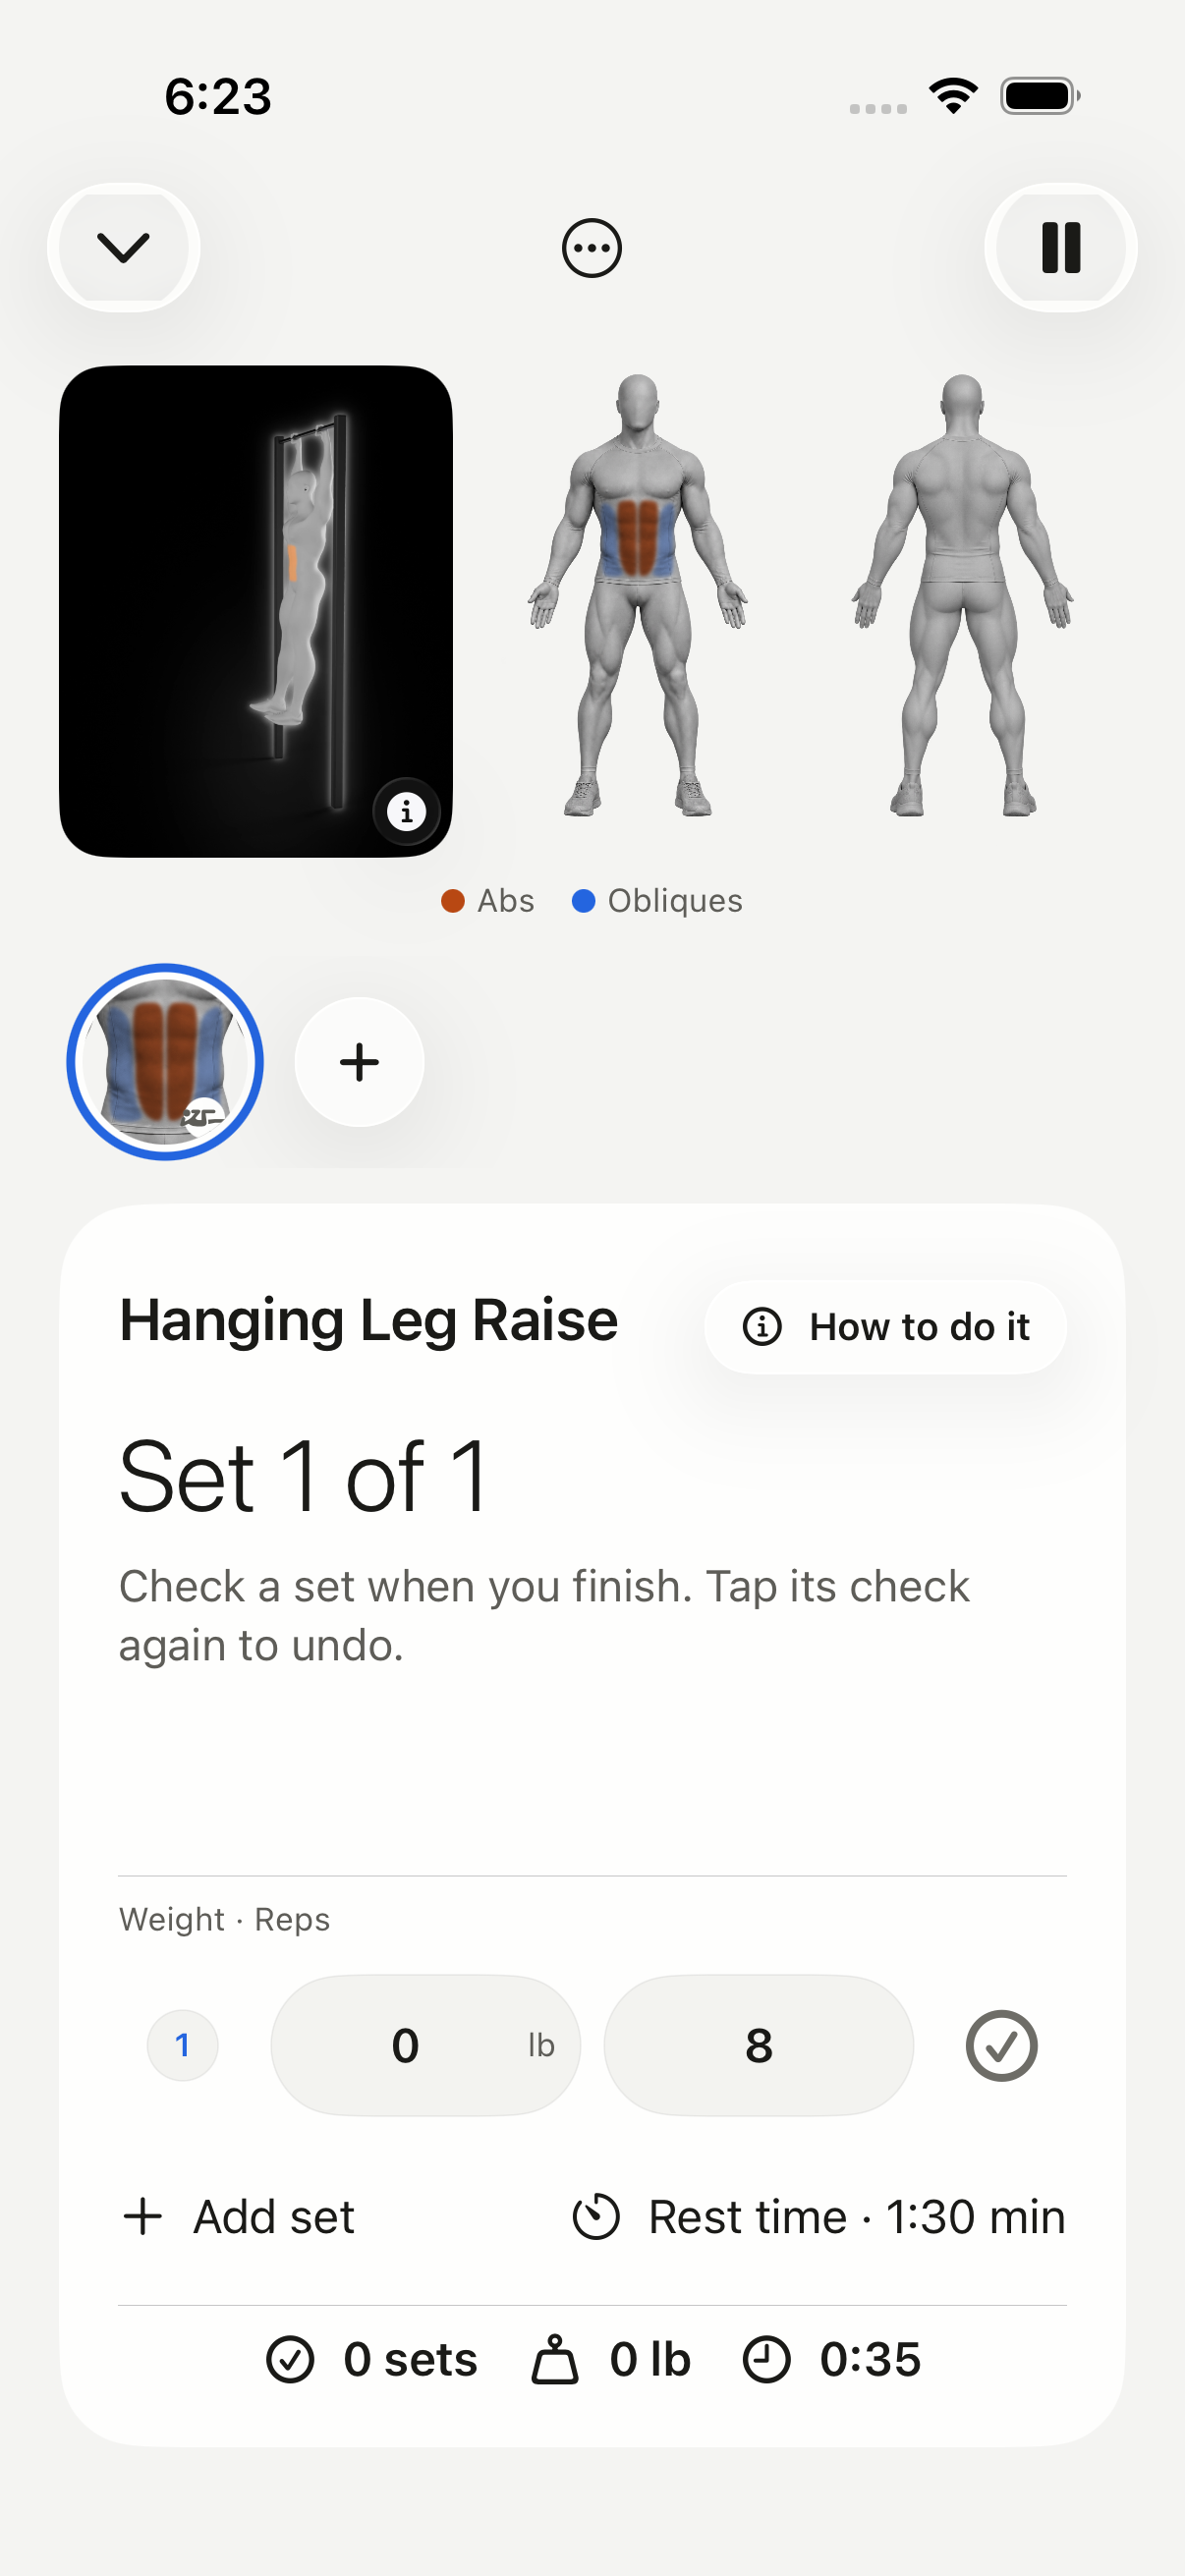 6:23
Abs
Obliques
Hanging Leg Raise
How to do it
Set 1 of 1
Check a set when you finish. Tap its check
again to undo.
Weight · Reps
1
0
lb
8
Add set
Rest time · 1:30 min
0 sets
0 lb
0:35